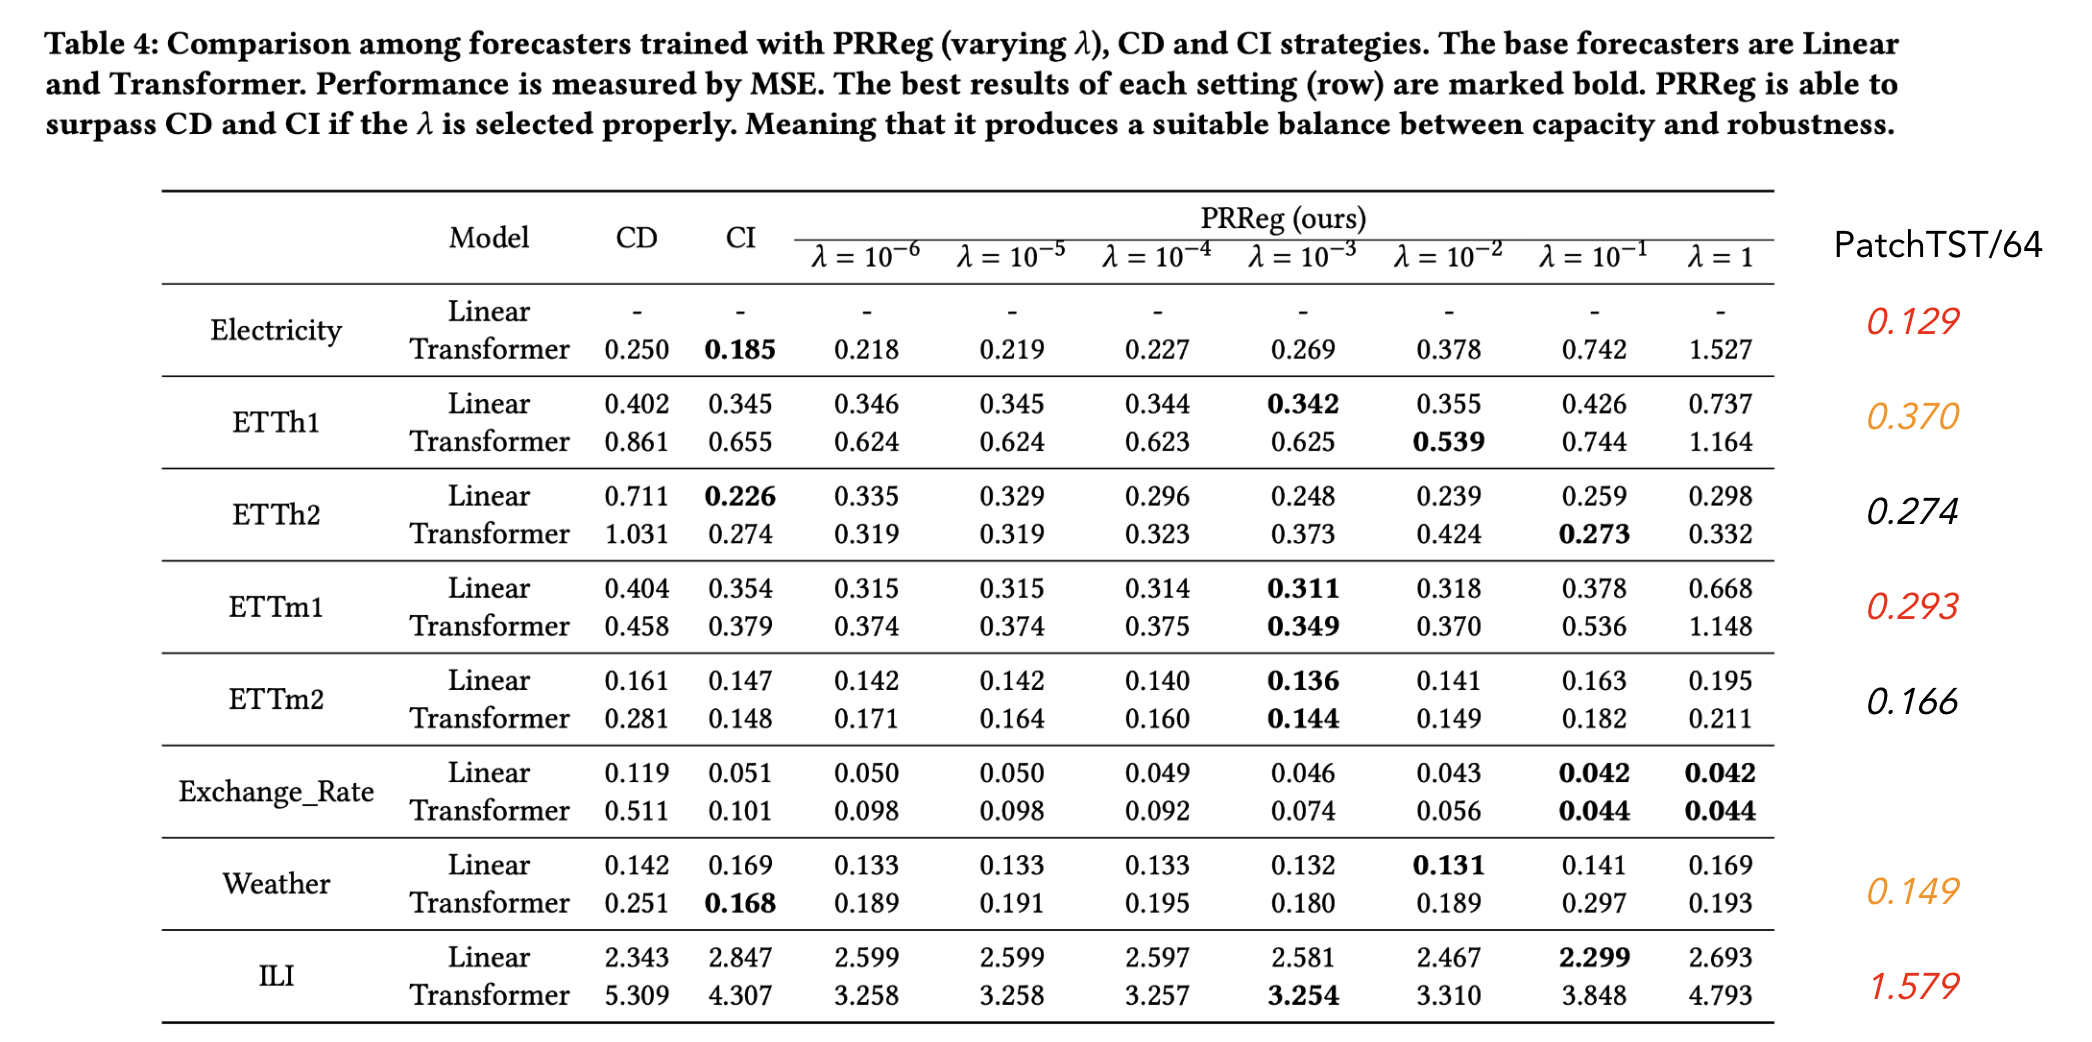 Table 4: Comparison among forecasters trained with PRReg (varying λ), CD and CI strategies. The base forecasters are Linear
and Transformer. Performance is measured by MSE. The best results of each setting (row) are marked bold. PRReg is able to
surpass CD and CI if the λ is selected properly. Meaning that it produces a suitable balance between capacity and robustness.
Model CD CI PRReg (ours) PatchTST/64
λ = 10⁻⁶ λ = 10⁻⁵ λ = 10⁻⁴ λ = 10⁻³ λ = 10⁻² λ = 10⁻¹ λ = 1
Electricity Linear - - - - - - - - - 0.129
Transformer 0.250 0.185 0.218 0.219 0.227 0.269 0.378 0.742 1.527
ETTh1 Linear 0.402 0.345 0.346 0.345 0.344 0.342 0.355 0.426 0.737 0.370
Transformer 0.861 0.655 0.624 0.624 0.623 0.625 0.539 0.744 1.164
ETTh2 Linear 0.711 0.226 0.335 0.329 0.296 0.248 0.239 0.259 0.298 0.274
Transformer 1.031 0.274 0.319 0.319 0.323 0.373 0.424 0.273 0.332
ETTm1 Linear 0.404 0.354 0.315 0.315 0.314 0.311 0.318 0.378 0.668 0.293
Transformer 0.458 0.379 0.374 0.374 0.375 0.349 0.370 0.536 1.148
ETTm2 Linear 0.161 0.147 0.142 0.142 0.140 0.136 0.141 0.163 0.195 0.166
Transformer 0.281 0.148 0.171 0.164 0.160 0.144 0.149 0.182 0.211
Exchange_Rate Linear 0.119 0.051 0.050 0.050 0.049 0.046 0.043 0.042 0.042
Transformer 0.511 0.101 0.098 0.098 0.092 0.074 0.056 0.044 0.044
Weather Linear 0.142 0.169 0.133 0.133 0.133 0.132 0.131 0.141 0.169 0.149
Transformer 0.251 0.168 0.189 0.191 0.195 0.180 0.189 0.297 0.193
ILI Linear 2.343 2.847 2.599 2.599 2.597 2.581 2.467 2.299 2.693 1.579
Transformer 5.309 4.307 3.258 3.258 3.257 3.254 3.310 3.848 4.793